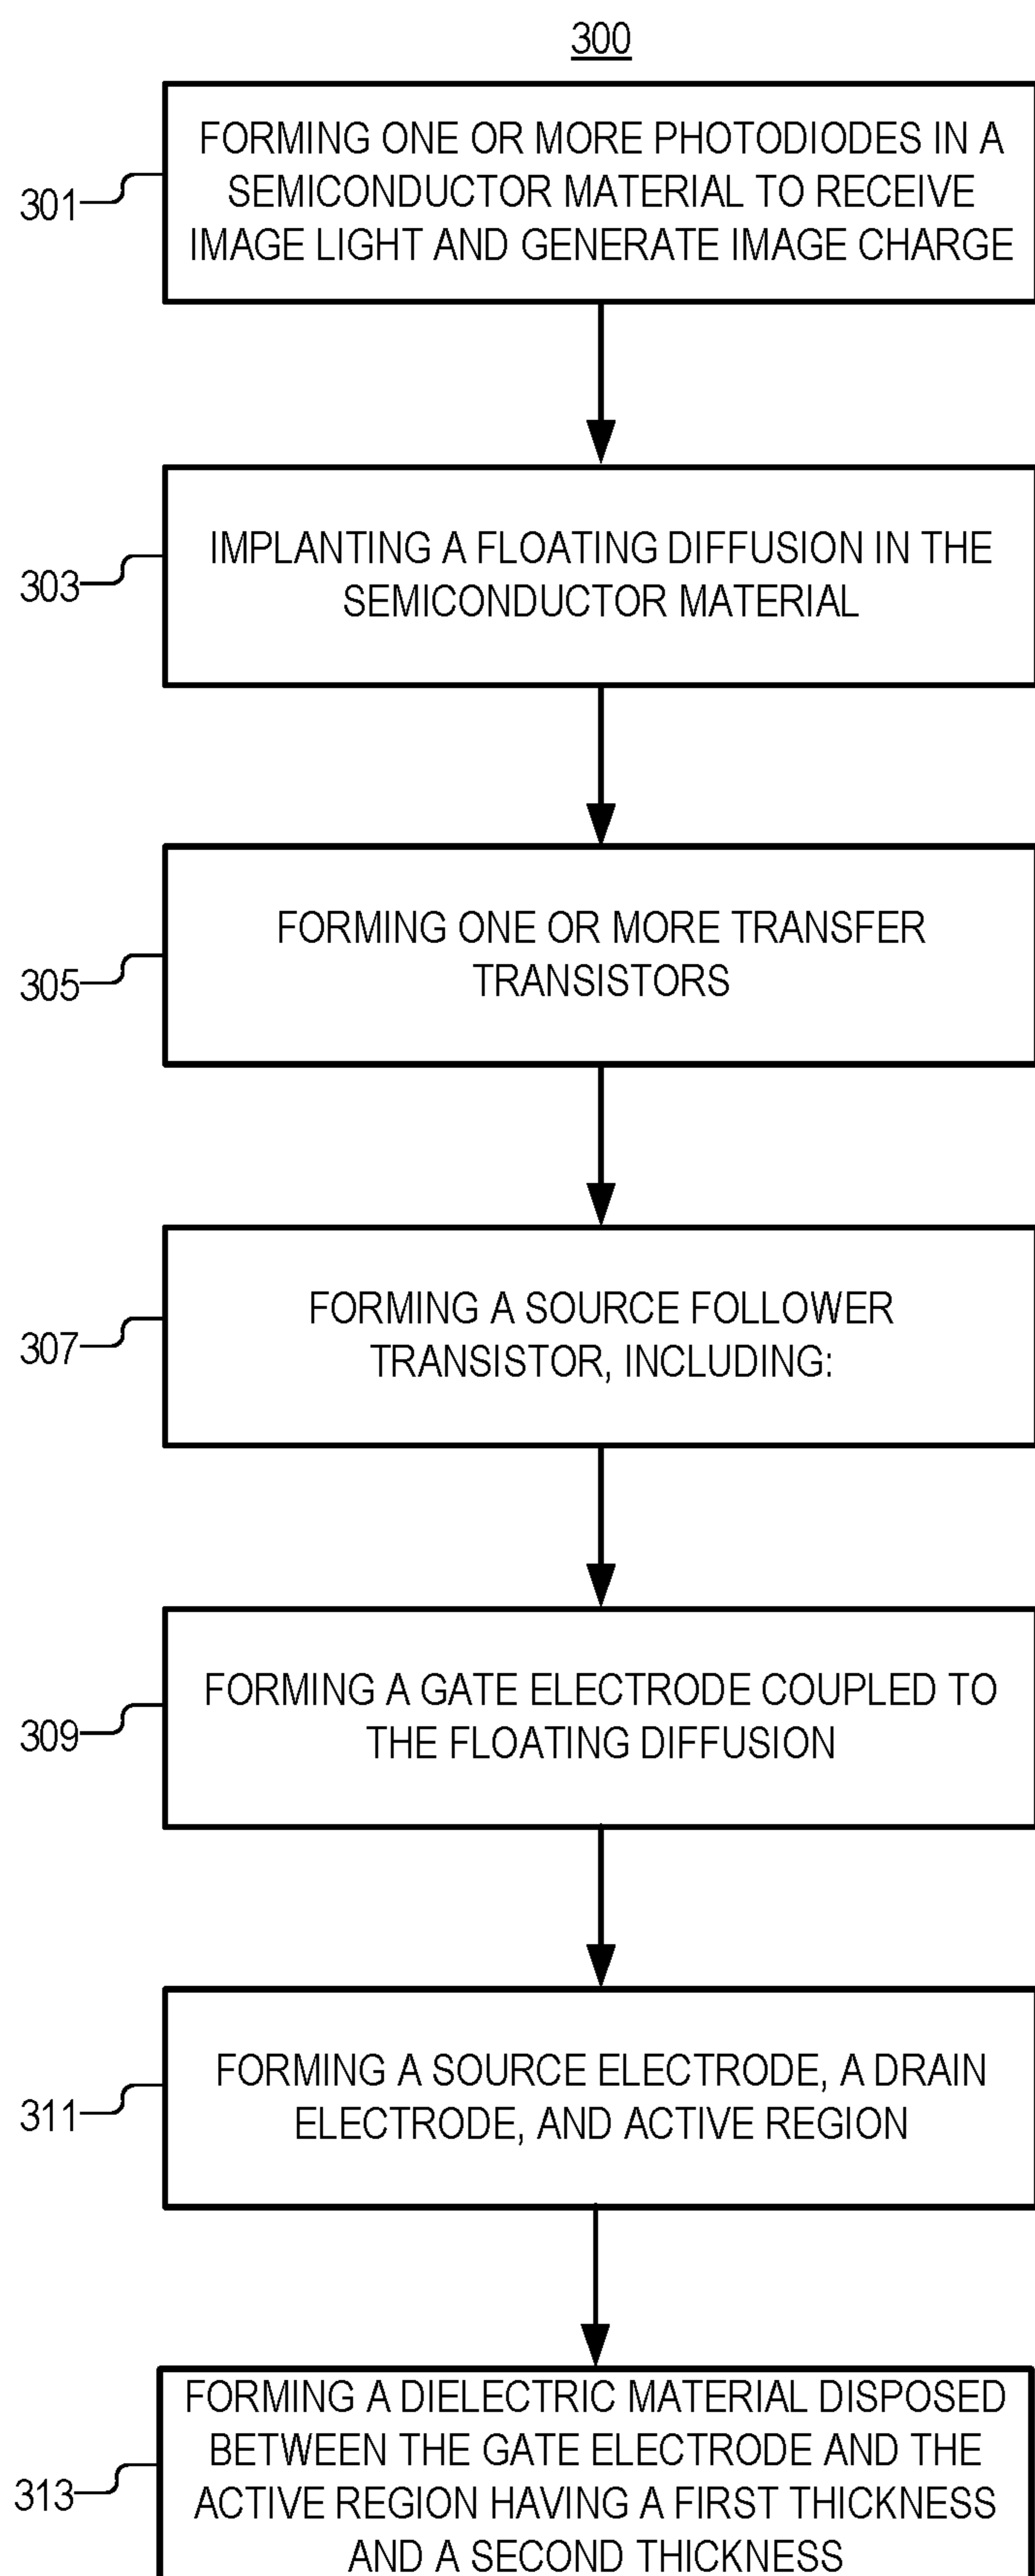 300
301
FORMING ONE OR MORE PHOTODIODES IN A
SEMICONDUCTOR MATERIAL TO RECEIVE
IMAGE LIGHT AND GENERATE IMAGE CHARGE
303
IMPLANTING A FLOATING DIFFUSION IN THE
SEMICONDUCTOR MATERIAL
305
FORMING ONE OR MORE TRANSFER
TRANSISTORS
307
FORMING A SOURCE FOLLOWER
TRANSISTOR, INCLUDING:
309
FORMING A GATE ELECTRODE COUPLED TO
THE FLOATING DIFFUSION
311
FORMING A SOURCE ELECTRODE, A DRAIN
ELECTRODE, AND ACTIVE REGION
313
FORMING A DIELECTRIC MATERIAL DISPOSED
BETWEEN THE GATE ELECTRODE AND THE
ACTIVE REGION HAVING A FIRST THICKNESS
AND A SECOND THICKNESS